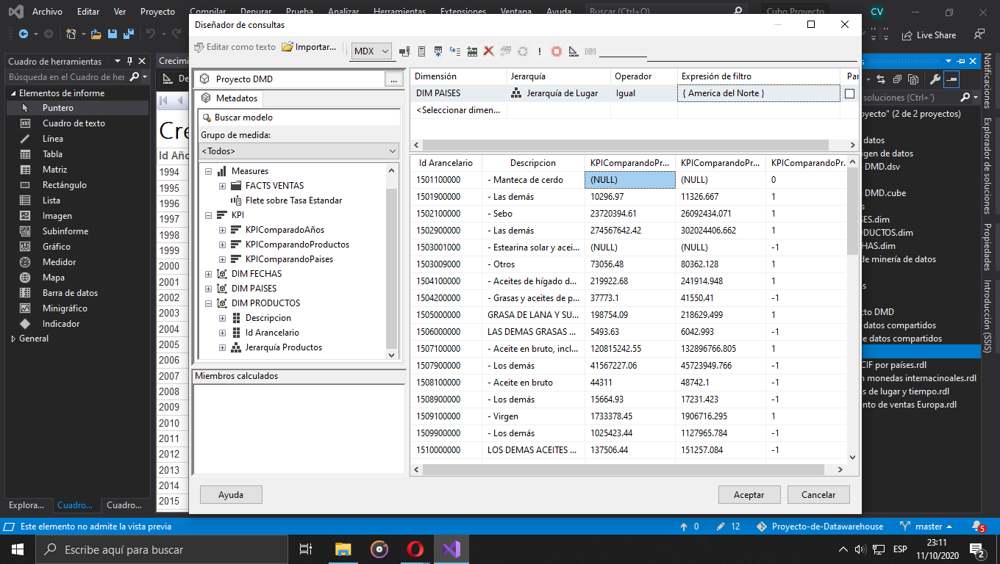 Archivo Editar Ver Proyecto Compilar Depurar Prueba Analizar Herramientas Extensiones Ventana Ayuda Buscar (Ctrl+Q) Cubo Proyecto CV
Live Share
Diseñador de consultas
Editar como texto Importar... MDX
Cuadro de herramientas
Búsqueda en el Cuadro de her
Elementos de informe
Puntero
Cuadro de texto
Línea
Tabla
Matriz
Rectángulo
Lista
Imagen
Subinforme
Gráfico
Medidor
Mapa
Barra de datos
Minigráfico
Indicador
General
Explora... Cuadro... Cuadro...
Crecimi
De
Cre
Id Año
1994
1995
1996
1997
1998
1999
2000
2001
2002
2003
2004
2005
2006
2007
2008
2009
2010
2011
2012
2013
2014
2015
Proyecto DMD ...
Metadatos
Buscar modelo
Grupo de medida:
<Todos>
Measures
FACTS VENTAS
Flete sobre Tasa Estandar
KPI
KPIComparadoAños
KPIComparandoProductos
KPIComparandoPaises
DIM FECHAS
DIM PAISES
DIM PRODUCTOS
Descripcion
Id Arancelario
Jerarquía Productos
Miembros calculados
Dimensión Jerarquía Operador Expresión de filtro Par
DIM PAISES Jerarquía de Lugar Igual { America del Norte }
<Seleccionar dimen...
Id Arancelario Descripcion KPIComparandoPr... KPIComparandoPr... KPIComparandoPr.
1501100000 - Manteca de cerdo (NULL) (NULL) 0
1501900000 - Las demás 10296.97 11326.667 1
1502100000 - Sebo 23720394.61 26092434.071 1
1502900000 - Las demás 274567642.42 302024406.662 1
1503001000 - Estearina solar y acei... (NULL) (NULL) -1
1503009000 - Otros 73056.48 80362.128 1
1504100000 - Aceites de hígado d... 219922.68 241914.948 1
1504200000 - Grasas y aceites de p... 37773.1 41550.41 -1
1505000000 GRASA DE LANA Y SU... 198754.09 218629.499 1
1506000000 LAS DEMAS GRASAS ... 5493.63 6042.993 -1
1507100000 - Aceite en bruto, incl... 120815242.55 132896766.805 1
1507900000 - Los demás 41567227.06 45723949.766 -1
1508100000 - Aceite en bruto 44311 48742.1 -1
1508900000 - Los demás 15664.93 17231.423 -1
1509100000 - Virgen 1733378.45 1906716.295 1
1509900000 - Los demás 1025423.44 1127965.784 -1
1510000000 LOS DEMAS ACEITES ... 137506.44 151257.084 -1
Ayuda Aceptar Cancelar
s
soluciones (Ctrl+´)
oyecto" (2 de 2 proyectos)
datos
gen de datos
DMD.dsv
DMD.cube
s
SES.dim
ODUCTOS.dim
HAS.dim
de minería de datos
s
cto DMD
datos compartidos
e datos compartidos
CIF por países.rdl
n monedas internacinoales.rdl
s de lugar y tiempo.rdl
nto de ventas Europa.rdl
Notificaciones
Explorador de soluciones
Propiedades
Introducción (SSIS)
Este elemento no admite la vista previa 0 12 Proyecto-de-Datawarehouse master 5
Escribe aquí para buscar ESP 23:11
11/10/2020 2